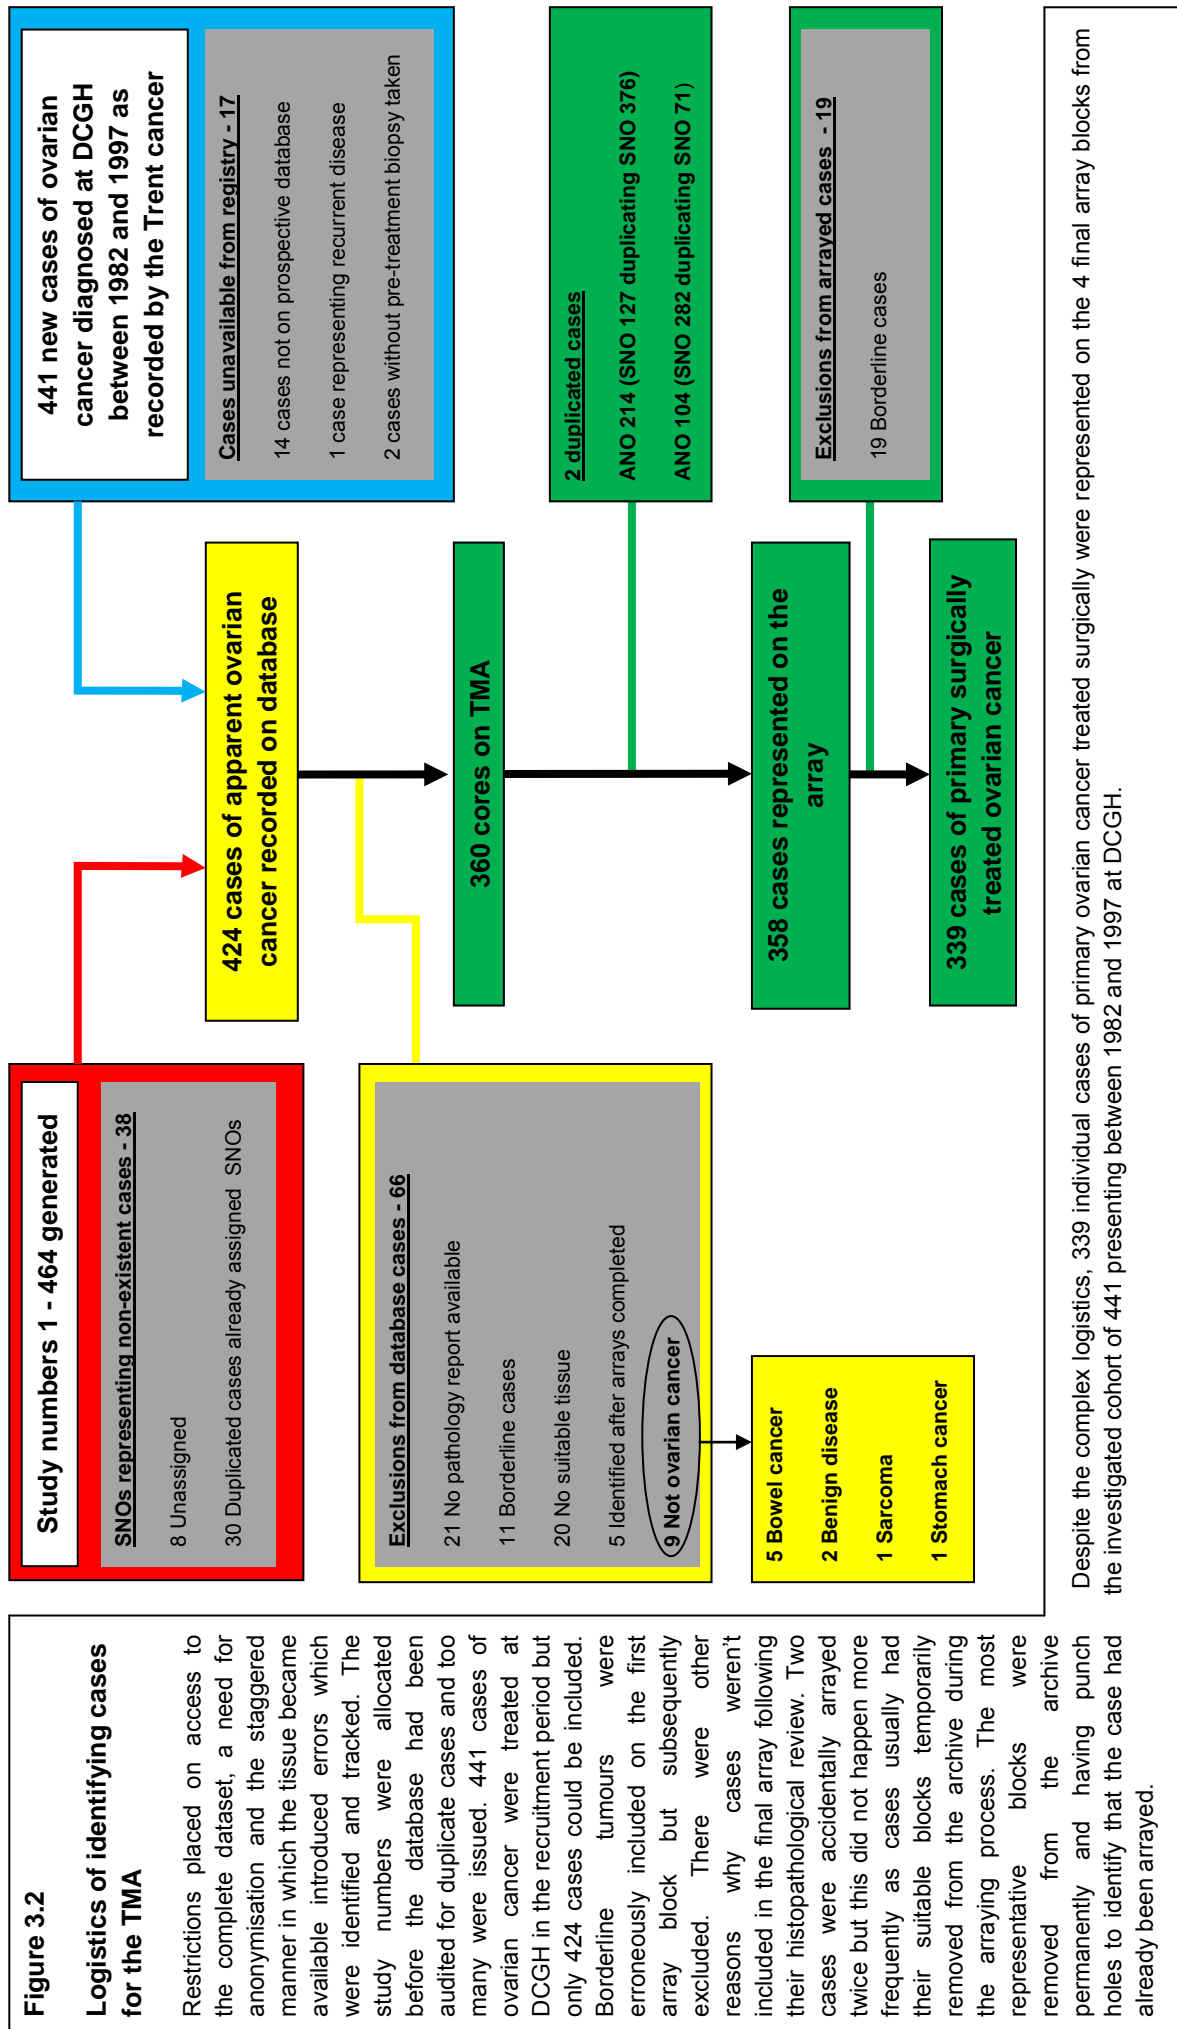 Figure 3.2
Logistics of identifying cases
for the TMA
Restrictions placed on access to
the complete dataset, a need for
anonymisation and the staggered
manner in which the tissue became
available introduced errors which
were identified and tracked. The
study numbers were allocated
before the database had been
audited for duplicate cases and too
many were issued. 441 cases of
ovarian cancer were treated at
DCGH in the recruitment period but
only 424 cases could be included.
Borderline tumours were
erroneously included on the first
array block but subsequently
excluded. There were other
reasons why cases weren't
included in the final array following
their histopathological review. Two
cases were accidentally arrayed
twice but this did not happen more
frequently as cases usually had
their suitable blocks temporarily
removed from the archive during
the arraying process. The most
representative blocks were
removed from the archive
permanently and having punch
holes to identify that the case had
already been arrayed.
Study numbers 1 - 464 generated
SNOs representing non-existent cases - 38
8 Unassigned
30 Duplicated cases already assigned SNOs
441 new cases of ovarian
cancer diagnosed at DCGH
between 1982 and 1997 as
recorded by the Trent cancer
Cases unavailable from registry - 17
14 cases not on prospective database
1 case representing recurrent disease
2 cases without pre-treatment biopsy taken
424 cases of apparent ovarian
cancer recorded on database
Exclusions from database cases - 66
21 No pathology report available
11 Borderline cases
20 No suitable tissue
5 Identified after arrays completed
9 Not ovarian cancer
5 Bowel cancer
2 Benign disease
1 Sarcoma
1 Stomach cancer
360 cores on TMA
2 duplicated cases
ANO 214 (SNO 127 duplicating SNO 376)
ANO 104 (SNO 282 duplicating SNO 71)
358 cases represented on the
array
Exclusions from arrayed cases - 19
19 Borderline cases
339 cases of primary surgically
treated ovarian cancer
Despite the complex logistics, 339 individual cases of primary ovarian cancer treated surgically were represented on the 4 final array blocks from
the investigated cohort of 441 presenting between 1982 and 1997 at DCGH.